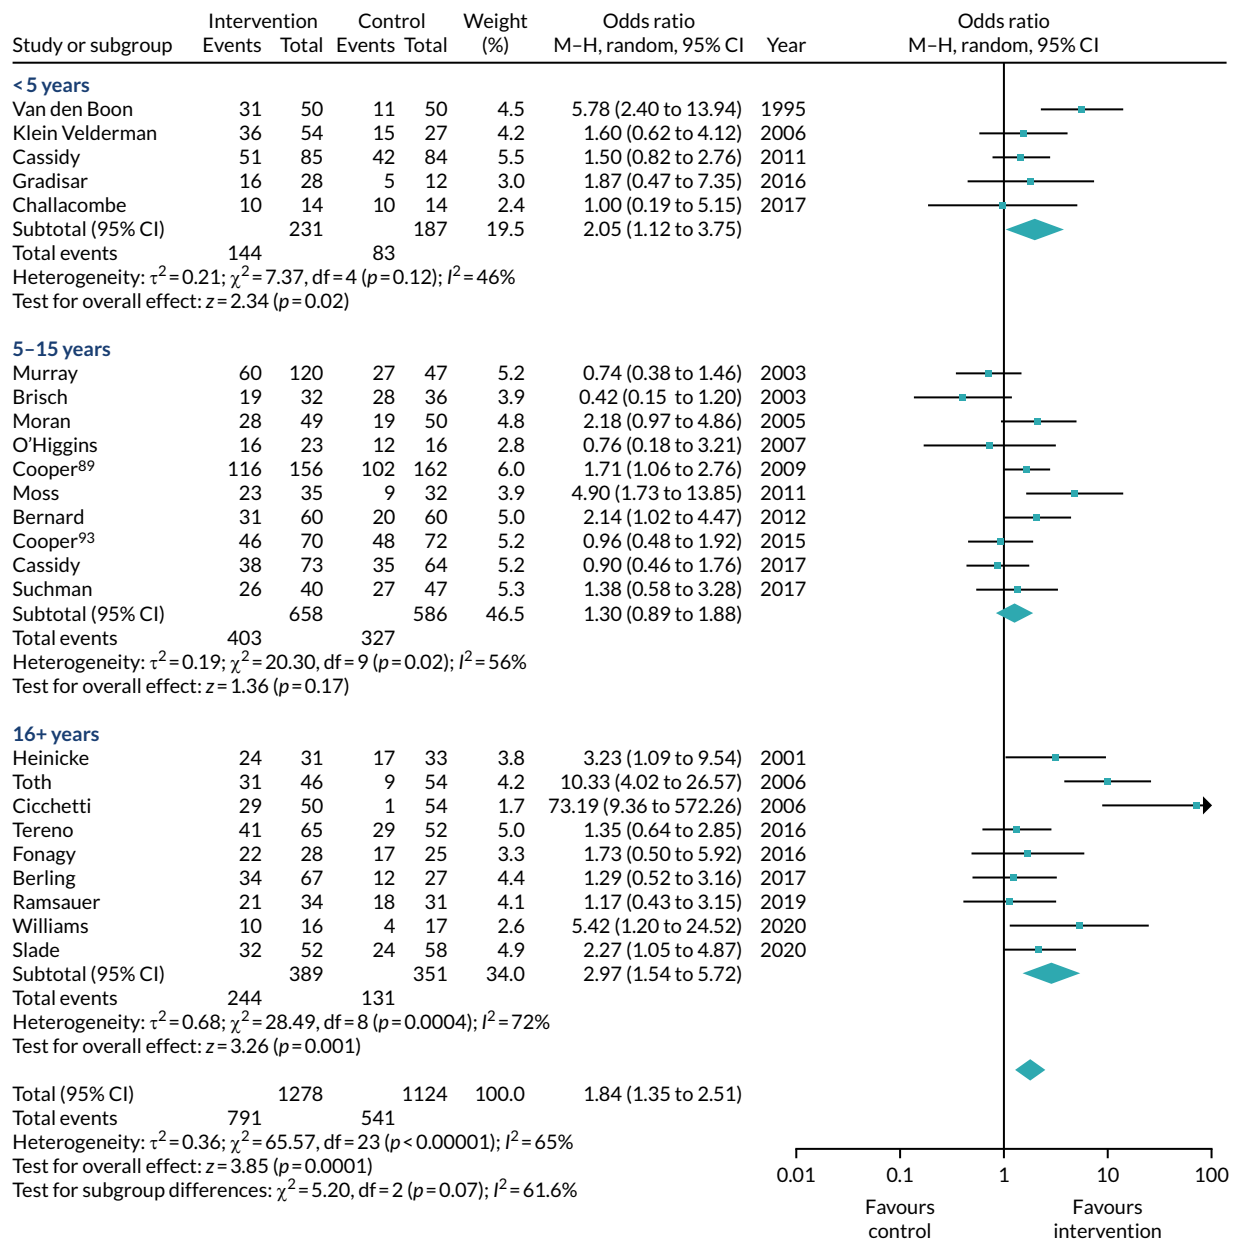 Intervention Control Weight Odds ratio Odds ratio
Study or subgroup Events Total Events Total (%) M–H, random, 95% CI Year M–H, random, 95% CI
< 5 years
Van den Boon 31 50 11 50 4.5 5.78 (2.40 to 13.94) 1995
Klein Velderman 36 54 15 27 4.2 1.60 (0.62 to 4.12) 2006
Cassidy 51 85 42 84 5.5 1.50 (0.82 to 2.76) 2011
Gradisar 16 28 5 12 3.0 1.87 (0.47 to 7.35) 2016
Challacombe 10 14 10 14 2.4 1.00 (0.19 to 5.15) 2017
Subtotal (95% CI) 231 187 19.5 2.05 (1.12 to 3.75)
Total events 144 83
Heterogeneity: τ²=0.21; χ²=7.37, df=4 (p=0.12); I²=46%
Test for overall effect: z=2.34 (p=0.02)
5–15 years
Murray 60 120 27 47 5.2 0.74 (0.38 to 1.46) 2003
Brisch 19 32 28 36 3.9 0.42 (0.15 to 1.20) 2003
Moran 28 49 19 50 4.8 2.18 (0.97 to 4.86) 2005
O'Higgins 16 23 12 16 2.8 0.76 (0.18 to 3.21) 2007
Cooper⁸⁹ 116 156 102 162 6.0 1.71 (1.06 to 2.76) 2009
Moss 23 35 9 32 3.9 4.90 (1.73 to 13.85) 2011
Bernard 31 60 20 60 5.0 2.14 (1.02 to 4.47) 2012
Cooper⁹³ 46 70 48 72 5.2 0.96 (0.48 to 1.92) 2015
Cassidy 38 73 35 64 5.2 0.90 (0.46 to 1.76) 2017
Suchman 26 40 27 47 5.3 1.38 (0.58 to 3.28) 2017
Subtotal (95% CI) 658 586 46.5 1.30 (0.89 to 1.88)
Total events 403 327
Heterogeneity: τ²=0.19; χ²=20.30, df=9 (p=0.02); I²=56%
Test for overall effect: z=1.36 (p=0.17)
16+ years
Heinicke 24 31 17 33 3.8 3.23 (1.09 to 9.54) 2001
Toth 31 46 9 54 4.2 10.33 (4.02 to 26.57) 2006
Cicchetti 29 50 1 54 1.7 73.19 (9.36 to 572.26) 2006
Tereno 41 65 29 52 5.0 1.35 (0.64 to 2.85) 2016
Fonagy 22 28 17 25 3.3 1.73 (0.50 to 5.92) 2016
Berling 34 67 12 27 4.4 1.29 (0.52 to 3.16) 2017
Ramsauer 21 34 18 31 4.1 1.17 (0.43 to 3.15) 2019
Williams 10 16 4 17 2.6 5.42 (1.20 to 24.52) 2020
Slade 32 52 24 58 4.9 2.27 (1.05 to 4.87) 2020
Subtotal (95% CI) 389 351 34.0 2.97 (1.54 to 5.72)
Total events 244 131
Heterogeneity: τ²=0.68; χ²=28.49, df=8 (p=0.0004); I²=72%
Test for overall effect: z=3.26 (p=0.001)
Total (95% CI) 1278 1124 100.0 1.84 (1.35 to 2.51)
Total events 791 541
Heterogeneity: τ²=0.36; χ²=65.57, df=23 (p<0.00001); I²=65%
Test for overall effect: z=3.85 (p=0.0001)
Test for subgroup differences: χ²=5.20, df=2 (p=0.07); I²=61.6%
0.01 0.1 1 10 100
Favours control Favours intervention